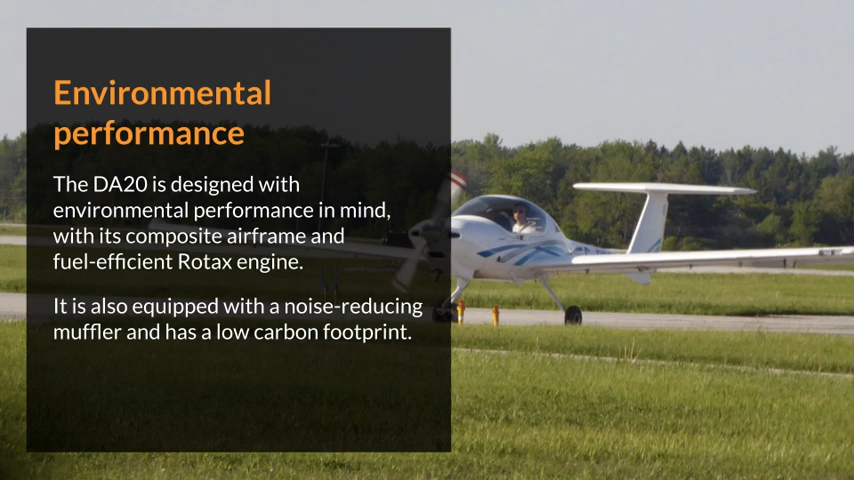 Environmental
performance
The DA20 is designed with
environmental performance in mind,
with its composite airframe and
fuel-efficient Rotax engine.
It is also equipped with a noise-reducing
muffler and has a low carbon footprint.